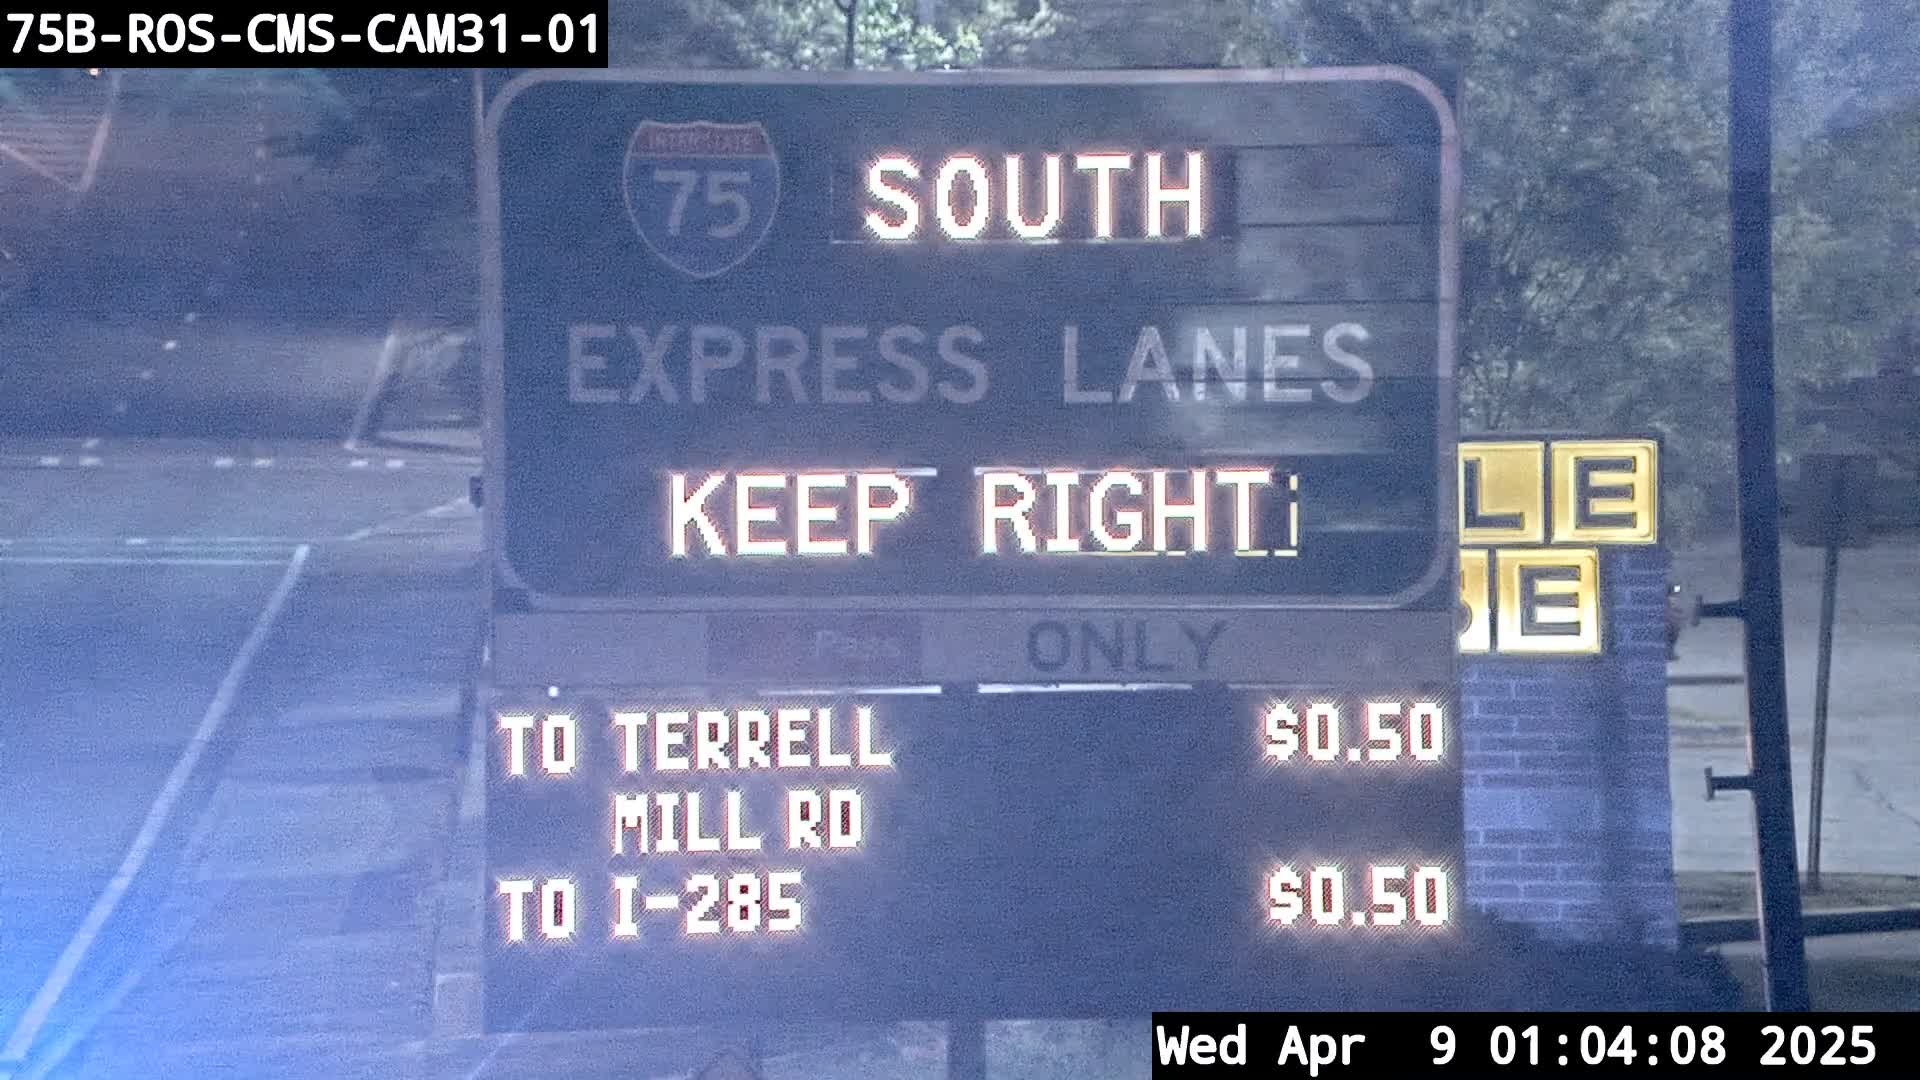 75B-ROS-CMS-CAM31-01
INTERSTATE
75
SOUTH
EXPRESS LANES
KEEP RIGHT
LE
E
Pass ONLY
TO TERRELL $0.50
MILL RD
TO I-285 $0.50
Wed Apr 9 01:04:08 2025